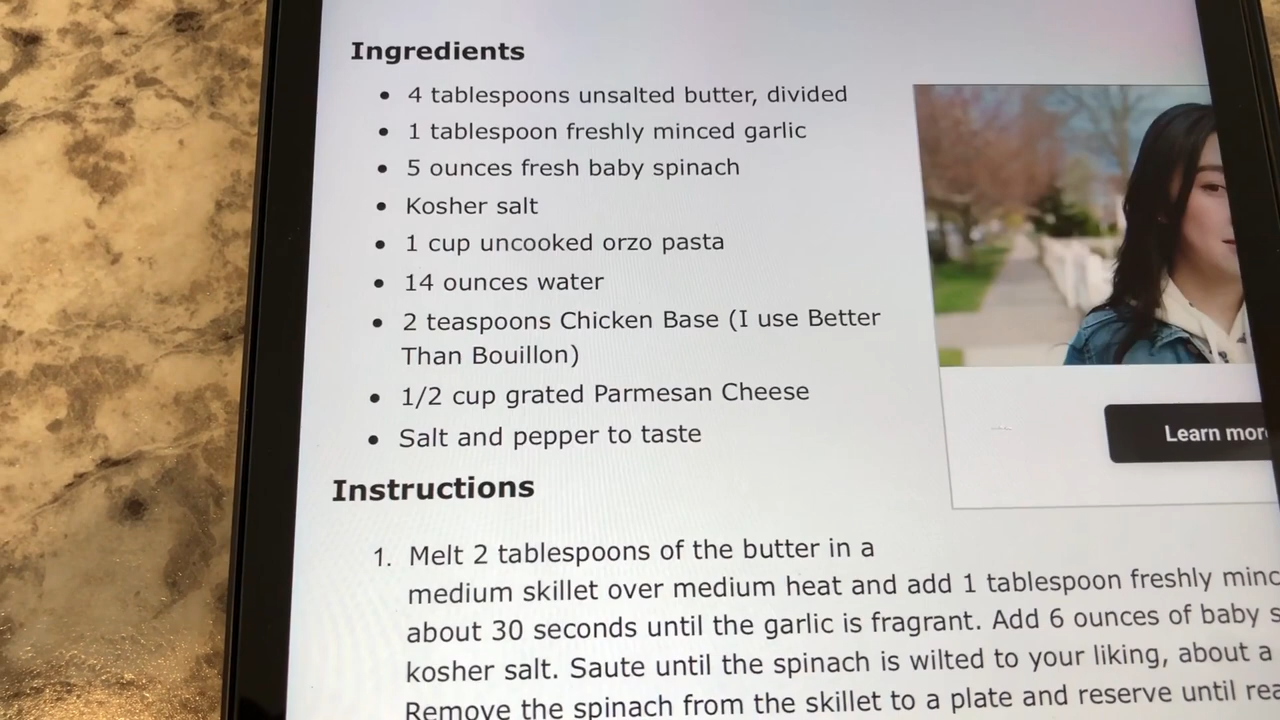 Ingredients
• 4 tablespoons unsalted butter, divided
• 1 tablespoon freshly minced garlic
• 5 ounces fresh baby spinach
• Kosher salt
• 1 cup uncooked orzo pasta
• 14 ounces water
• 2 teaspoons Chicken Base (I use Better
Than Bouillon)
• 1/2 cup grated Parmesan Cheese
• Salt and pepper to taste
Learn more
Instructions
1. Melt 2 tablespoons of the butter in a
medium skillet over medium heat and add 1 tablespoon freshly minc
about 30 seconds until the garlic is fragrant. Add 6 ounces of baby s
kosher salt. Saute until the spinach is wilted to your liking, about a
Remove the spinach from the skillet to a plate and reserve until rea